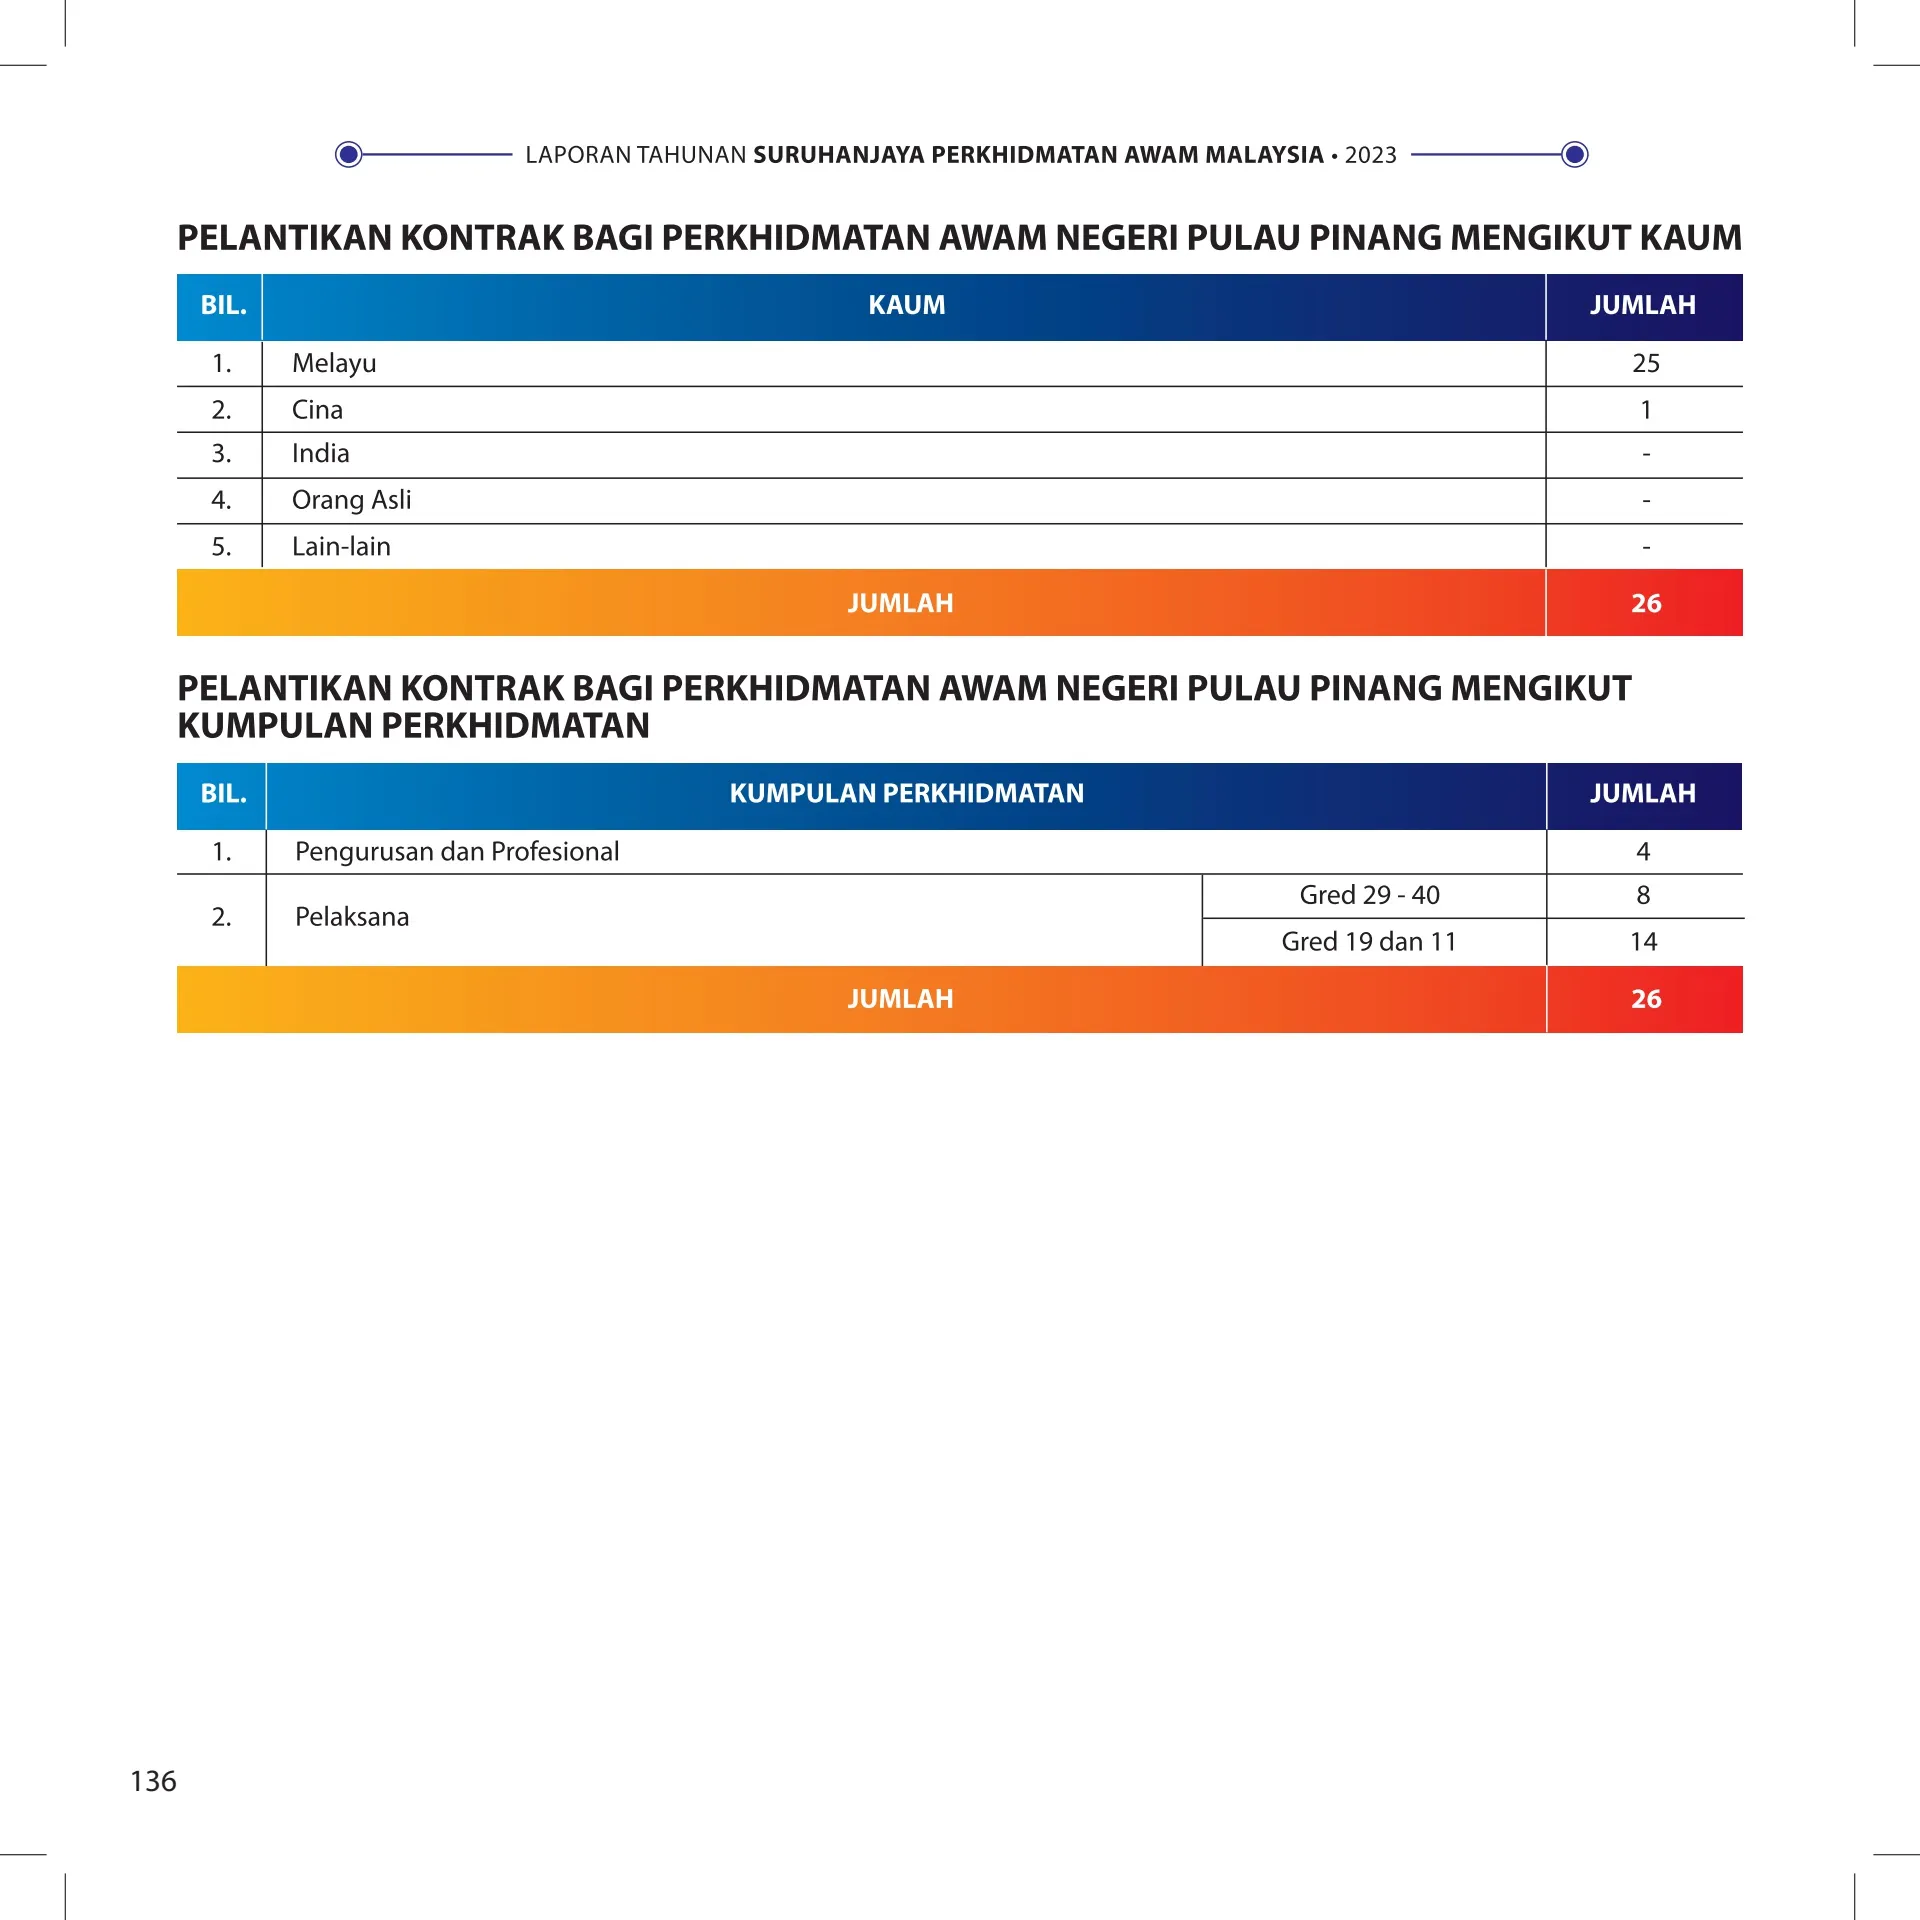 LAPORAN TAHUNAN SURUHANJAYA PERKHIDMATAN AWAM MALAYSIA • 2023
PELANTIKAN KONTRAK BAGI PERKHIDMATAN AWAM NEGERI PULAU PINANG MENGIKUT KAUM
BIL. KAUM JUMLAH
1. Melayu 25
2. Cina 1
3. India -
4. Orang Asli -
5. Lain-lain -
JUMLAH 26
PELANTIKAN KONTRAK BAGI PERKHIDMATAN AWAM NEGERI PULAU PINANG MENGIKUT
KUMPULAN PERKHIDMATAN
BIL. KUMPULAN PERKHIDMATAN JUMLAH
1. Pengurusan dan Profesional 4
2. Pelaksana Gred 29 - 40 8
Gred 19 dan 11 14
JUMLAH 26
136